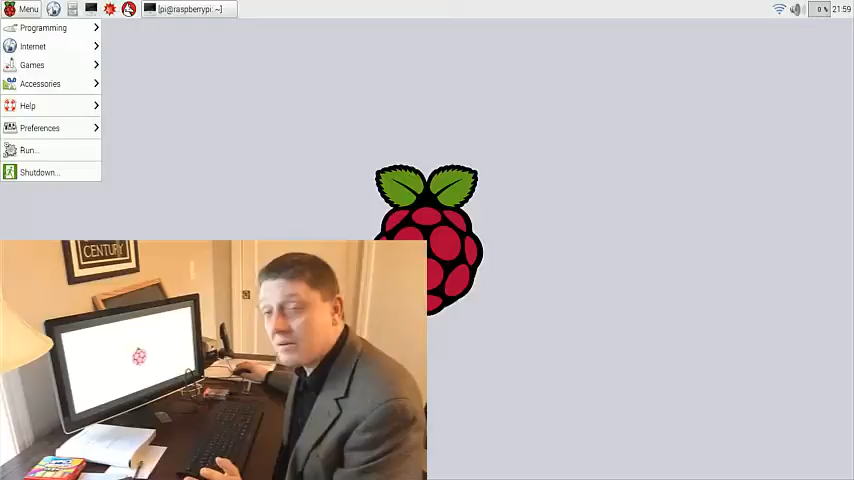 Menu
[pi@raspberrypi: ~]
0 %
21:59
Programming
Internet
Games
Accessories
Help
Preferences
Run...
Shutdown...
CENTURY